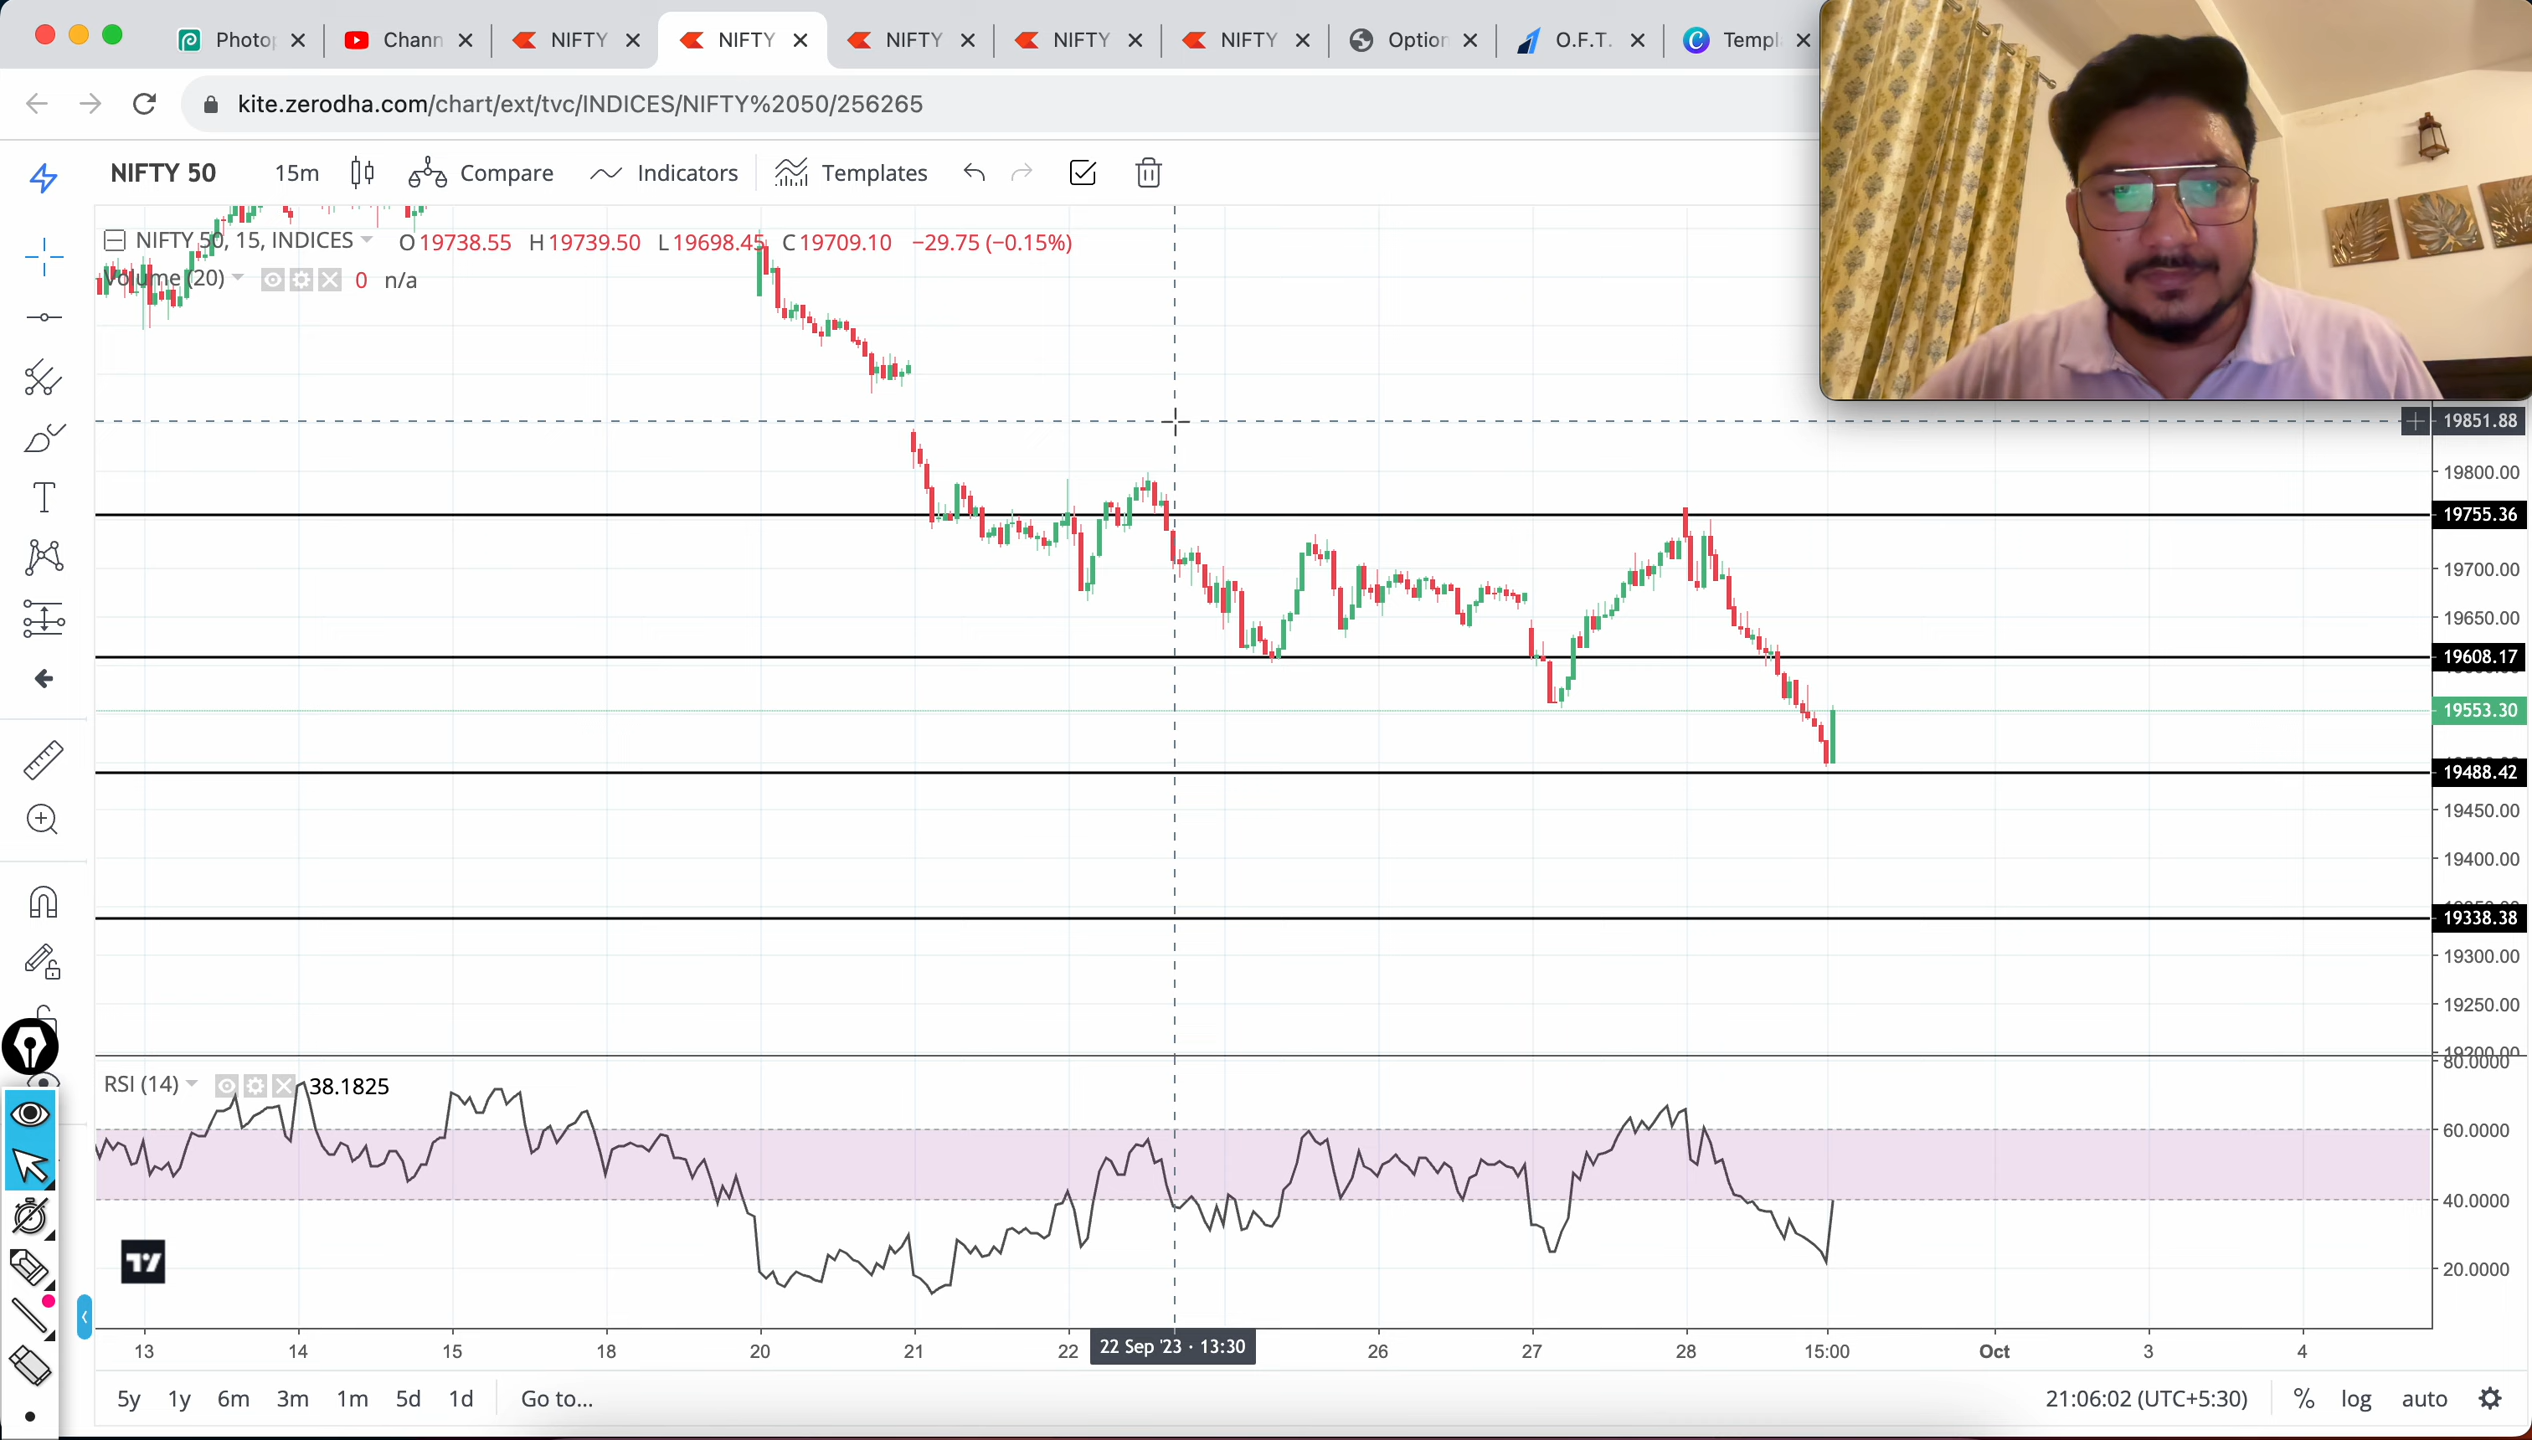 Photo
Chann
NIFTY
NIFTY
NIFTY
NIFTY
NIFTY
Option
O.F.T.
Templ
kite.zerodha.com/chart/ext/tvc/INDICES/NIFTY%2050/256265
NIFTY 50
15m
Compare
Indicators
Templates
NIFTY 50, 15, INDICES O19738.55 H19739.50 L19698.45 C19709.10 −29.75 (−0.15%)
Volume (20) 0 n/a
19851.88
19800.00
19755.36
19700.00
19650.00
19608.17
19553.30
19488.42
19450.00
19400.00
19338.38
19300.00
19250.00
19200.00
80.0000
RSI (14) 38.1825
60.0000
40.0000
20.0000
13 14 15 18 20 21 22 22 Sep '23 · 13:30 26 27 28 15:00 Oct 3 4
5y 1y 6m 3m 1m 5d 1d Go to...
21:06:02 (UTC+5:30) % log auto